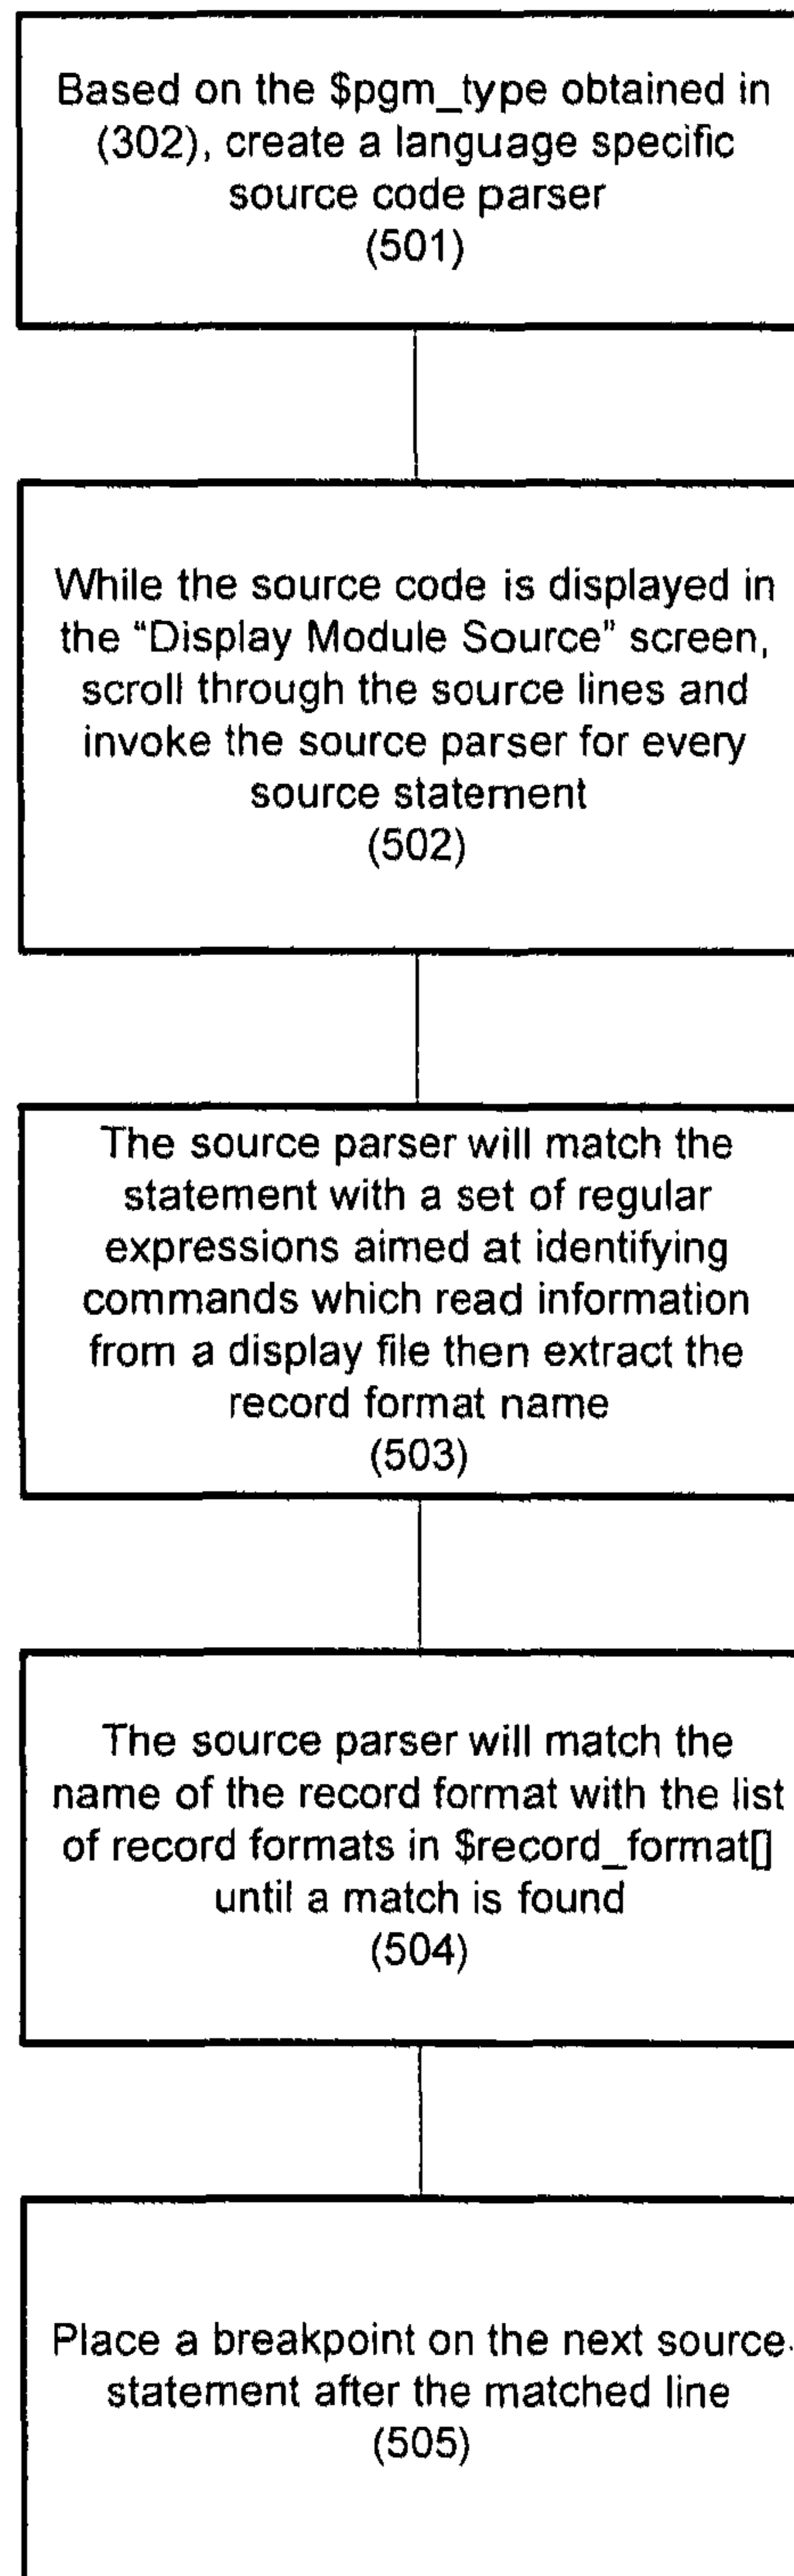 Based on the $pgm_type obtained in
(302), create a language specific
source code parser
(501)
While the source code is displayed in
the “Display Module Source” screen,
scroll through the source lines and
invoke the source parser for every
source statement
(502)
The source parser will match the
statement with a set of regular
expressions aimed at identifying
commands which read information
from a display file then extract the
record format name
(503)
The source parser will match the
name of the record format with the list
of record formats in $record_format[]
until a match is found
(504)
Place a breakpoint on the next source
statement after the matched line
(505)